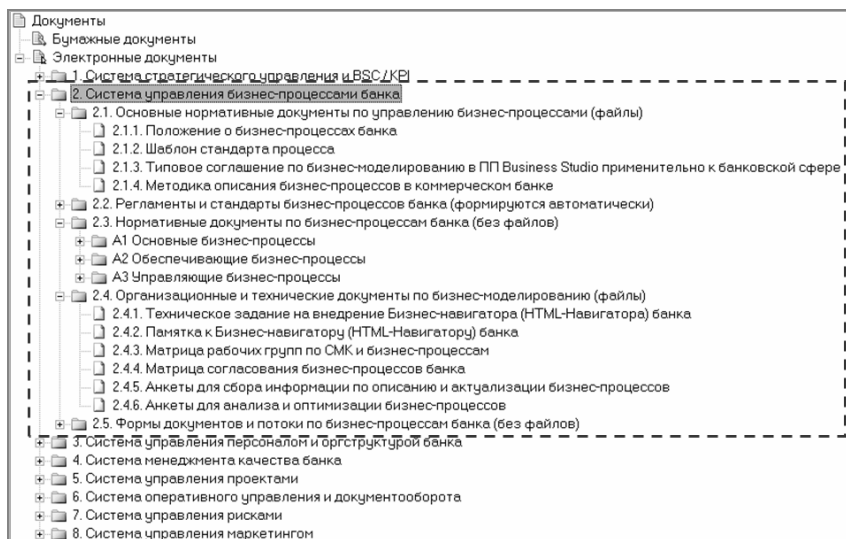 Документы
Бумажные документы
Электронные документы
1. Система стратегического управления и BSC/KPI
2. Система управления бизнес-процессами банка
2.1. Основные нормативные документы по управлению бизнес-процессами (файлы)
2.1.1. Положение о бизнес-процессах банка
2.1.2. Шаблон стандарта процесса
2.1.3. Типовое соглашение по бизнес-моделированию в ПП Business Studio применительно к банковской сфере
2.1.4. Методика описания бизнес-процессов в коммерческом банке
2.2. Регламенты и стандарты бизнес-процессов банка (формируются автоматически)
2.3. Нормативные документы по бизнес-процессам банка (без файлов)
А1 Основные бизнес-процессы
А2 Обеспечивающие бизнес-процессы
А3 Управляющие бизнес-процессы
2.4. Организационные и технические документы по бизнес-моделированию (файлы)
2.4.1. Техническое задание на внедрение Бизнес-навигатора (HTML-Навигатора) банка
2.4.2. Памятка к Бизнес-навигатору (HTML-Навигатору) банка
2.4.3. Матрица рабочих групп по СМК и бизнес-процессам
2.4.4. Матрица согласования бизнес-процессов банка
2.4.5. Анкеты для сбора информации по описанию и актуализации бизнес-процессов
2.4.6. Анкеты для анализа и оптимизации бизнес-процессов
2.5. Формы документов и потоки по бизнес-процессам банка (без файлов)
3. Система управления персоналом и оргструктурой банка
4. Система менеджмента качества банка
5. Система управления проектами
6. Система оперативного управления и документооборота
7. Система управления рисками
8. Система управления маркетингом